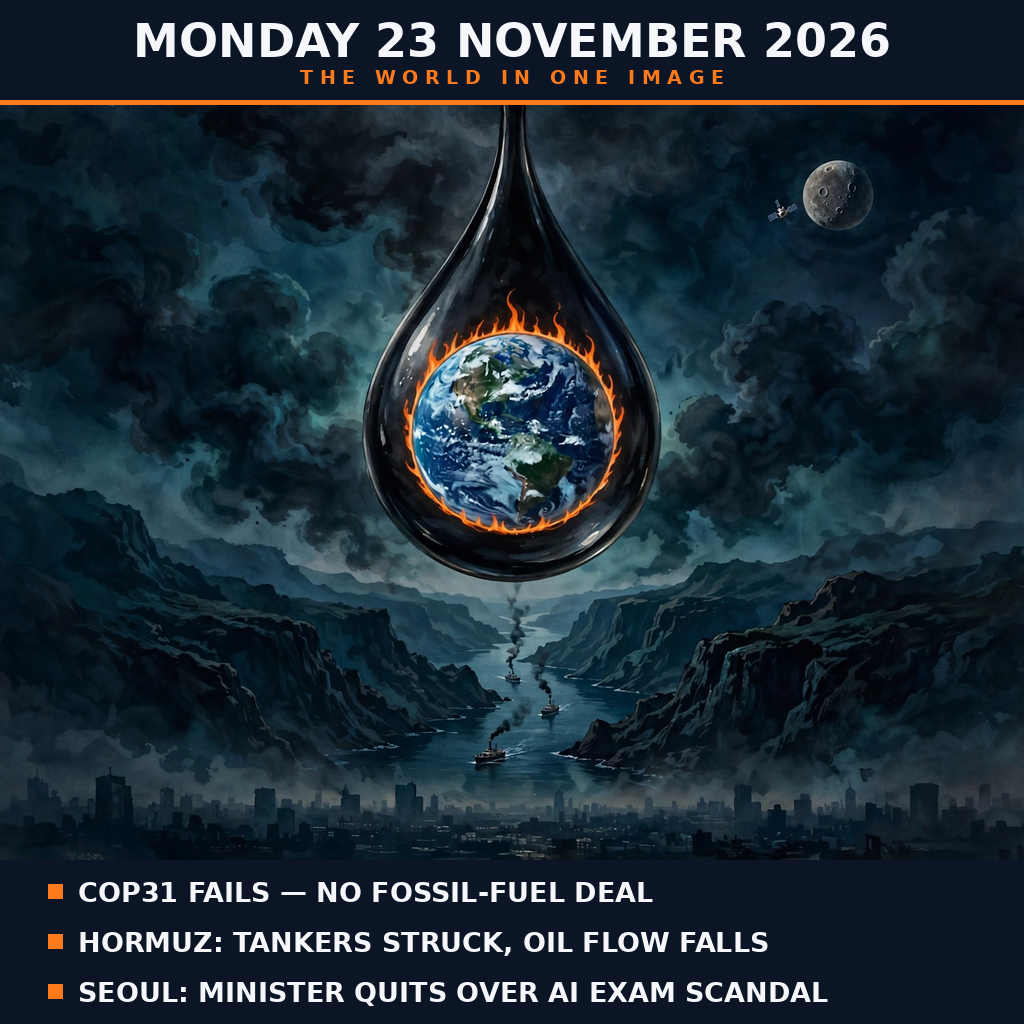 MONDAY 23 NOVEMBER 2026
THE WORLD IN ONE IMAGE
COP31 FAILS — NO FOSSIL-FUEL DEAL
HORMUZ: TANKERS STRUCK, OIL FLOW FALLS
SEOUL: MINISTER QUITS OVER AI EXAM SCANDAL